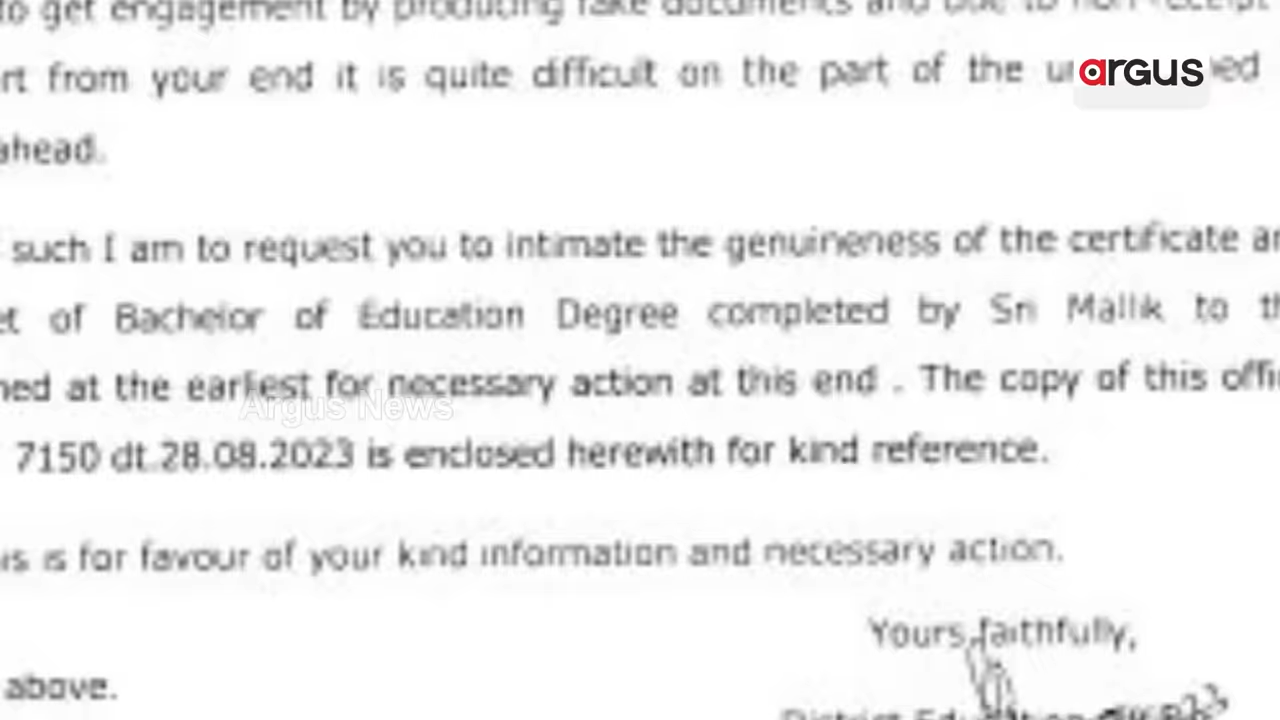 to get engagement by producing fake documents and due to non-receipt
rt from your end it is quite difficult on the part of the u ied
argus
ahead.
such I am to request you to intimate the genuineness of the certificate an
et of Bachelor of Education Degree completed by Sri Mallik to th
ned at the earliest for necessary action at this end . The copy of this offi
Argus News
7150 dt.28.08.2023 is enclosed herewith for kind reference.
is is for favour of your kind information and necessary action.
Yours faithfully,
above.
District Education